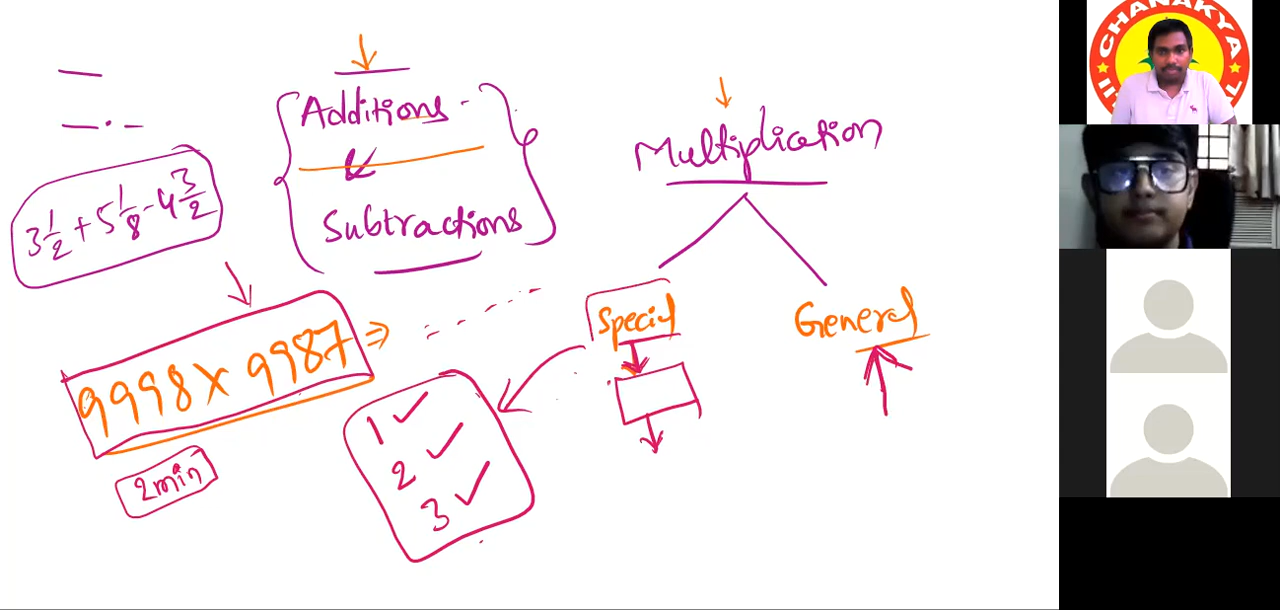 Additions
&
Subtractions
3 1/2 + 5 1/8 - 4 3/2
9998 x 9987 ⇒
2min
1 ✓
2 ✓
3 ✓
Multiplication
Special
General
CHANAKYA